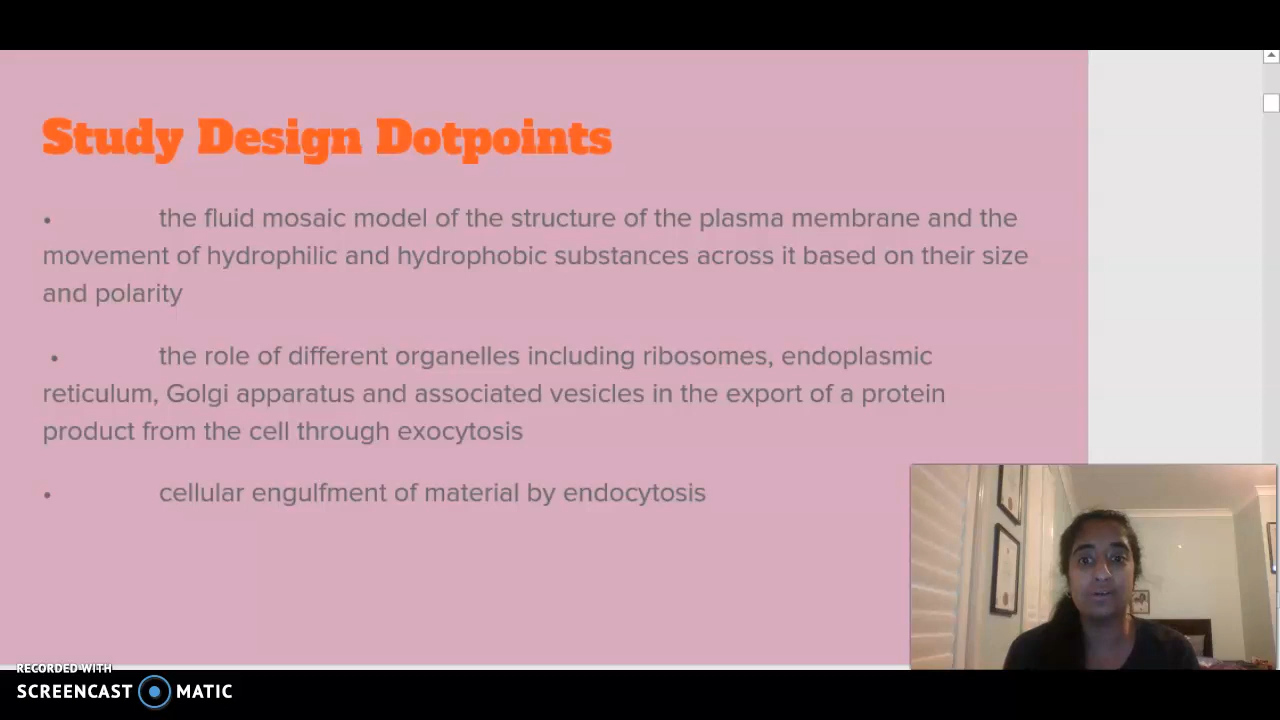 Study Design Dotpoints
• the fluid mosaic model of the structure of the plasma membrane and the
movement of hydrophilic and hydrophobic substances across it based on their size
and polarity
• the role of different organelles including ribosomes, endoplasmic
reticulum, Golgi apparatus and associated vesicles in the export of a protein
product from the cell through exocytosis
• cellular engulfment of material by endocytosis
RECORDED WITH
SCREENCAST MATIC